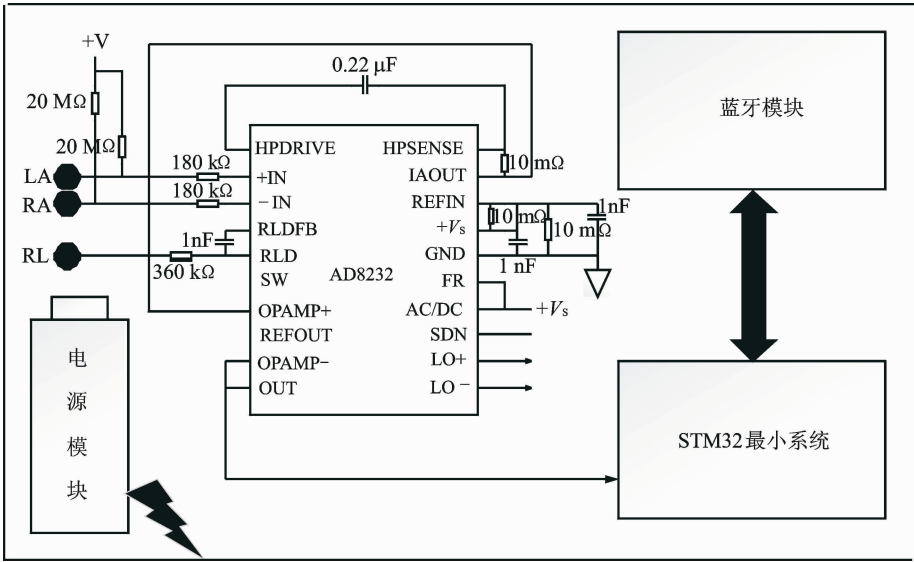 +V
20 MΩ
20 MΩ
LA
RA
RL
180 kΩ
180 kΩ
1nF
360 kΩ
0.22 μF
HPDRIVE
+IN
−IN
RLDFB
RLD
SW
OPAMP+
REFOUT
OPAMP−
OUT
AD8232
HPSENSE
IAOUT
REFIN
+Vs
GND
FR
AC/DC
SDN
LO+
LO−
10 mΩ
10 mΩ
1 nF
10 mΩ
1nF
+Vs
蓝牙模块
STM32最小系统
电
源
模
块